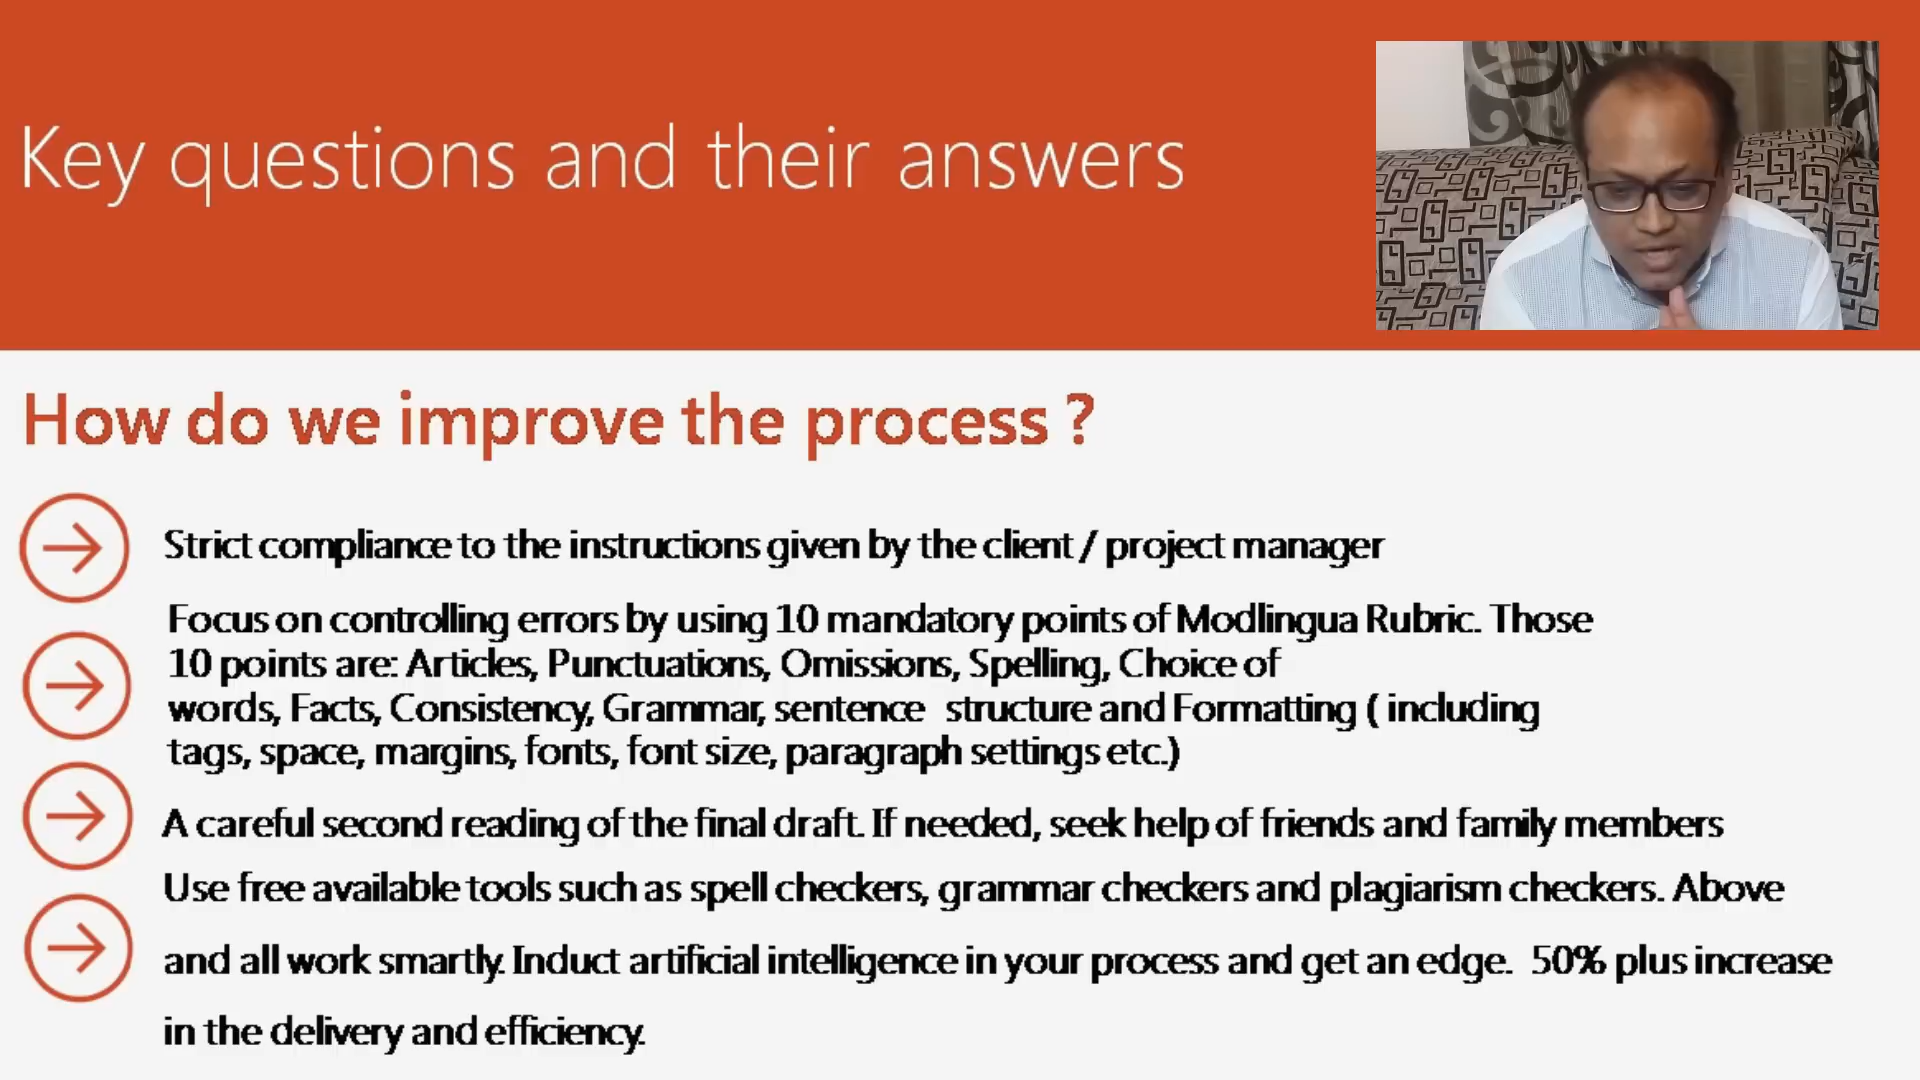 Key questions and their answers
How do we improve the process ?
Strict compliance to the instructions given by the client / project manager
Focus on controlling errors by using 10 mandatory points of Modlingua Rubric. Those
10 points are: Articles, Punctuations, Omissions, Spelling, Choice of
words, Facts, Consistency, Grammar, sentence structure and Formatting ( including
tags, space, margins, fonts, font size, paragraph settings etc.)
A careful second reading of the final draft. If needed, seek help of friends and family members
Use free available tools such as spell checkers, grammar checkers and plagiarism checkers. Above
and all work smartly. Induct artificial intelligence in your process and get an edge. 50% plus increase
in the delivery and efficiency.